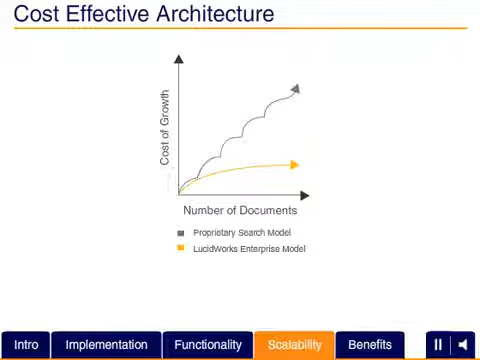 Cost Effective Architecture
Cost of Growth
Number of Documents
Proprietary Search Model
LucidWorks Enterprise Model
Intro Implementation Functionality Scalability Benefits